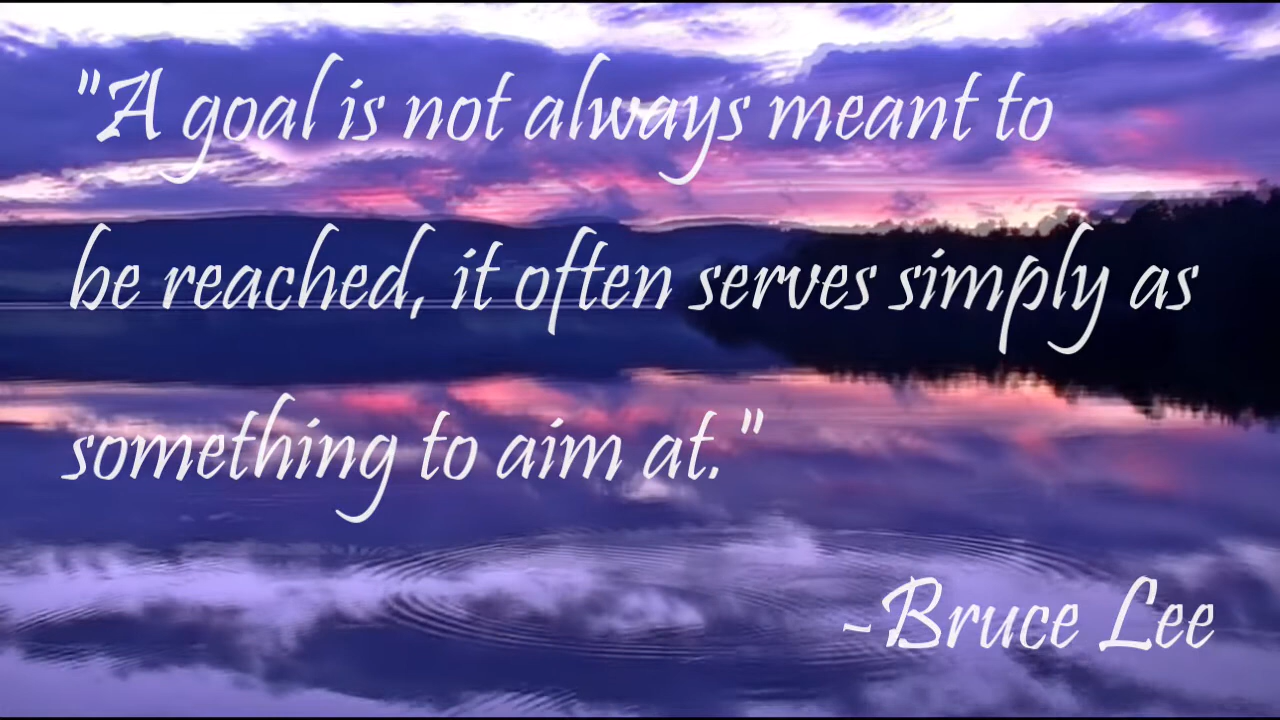 "A goal is not always meant to
be reached, it often serves simply as
something to aim at."
~Bruce Lee